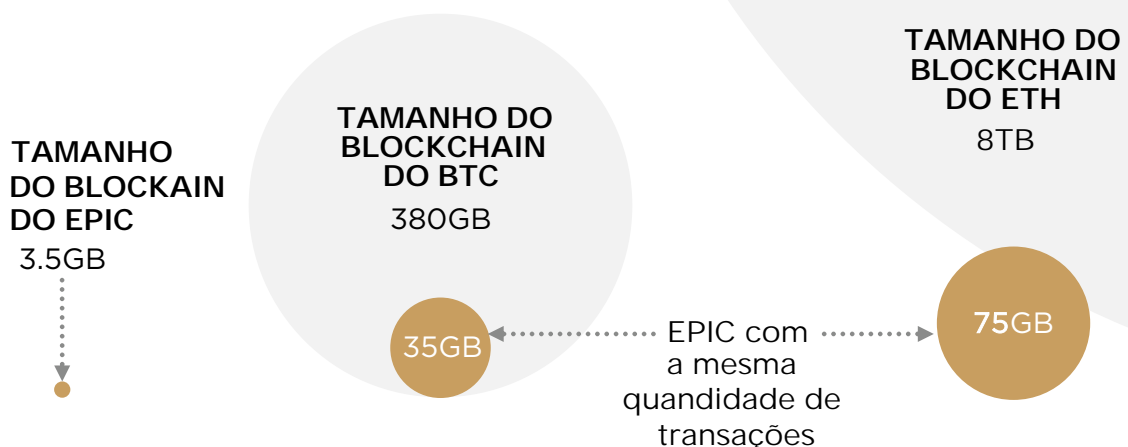 TAMANHO
DO BLOCKAIN
DO EPIC
3.5GB
TAMANHO DO
BLOCKCHAIN
DO BTC
380GB
35GB
EPIC com
a mesma
quandidade de
transações
TAMANHO DO
BLOCKCHAIN
DO ETH
8TB
75GB